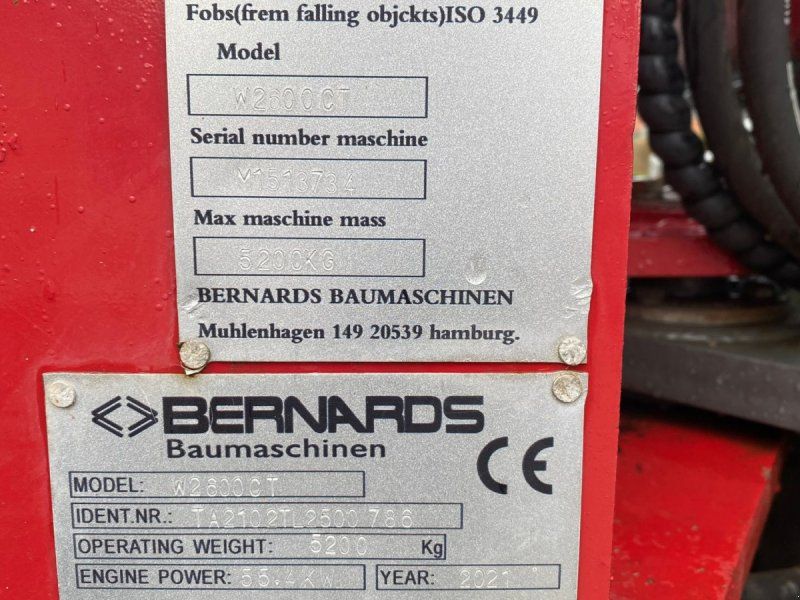 Fobs(frem falling objckts)ISO 3449
Model
W2600CT
Serial number maschine
M1513734
Max maschine mass
5200KG
BERNARDS BAUMASCHINEN
Muhlenhagen 149 20539 hamburg.
BERNARDS
Baumaschinen
CE
MODEL: W2600CT
IDENT.NR.: TA2102TL2500786
OPERATING WEIGHT: 5200 Kg
ENGINE POWER: 55.4KW YEAR: 2021